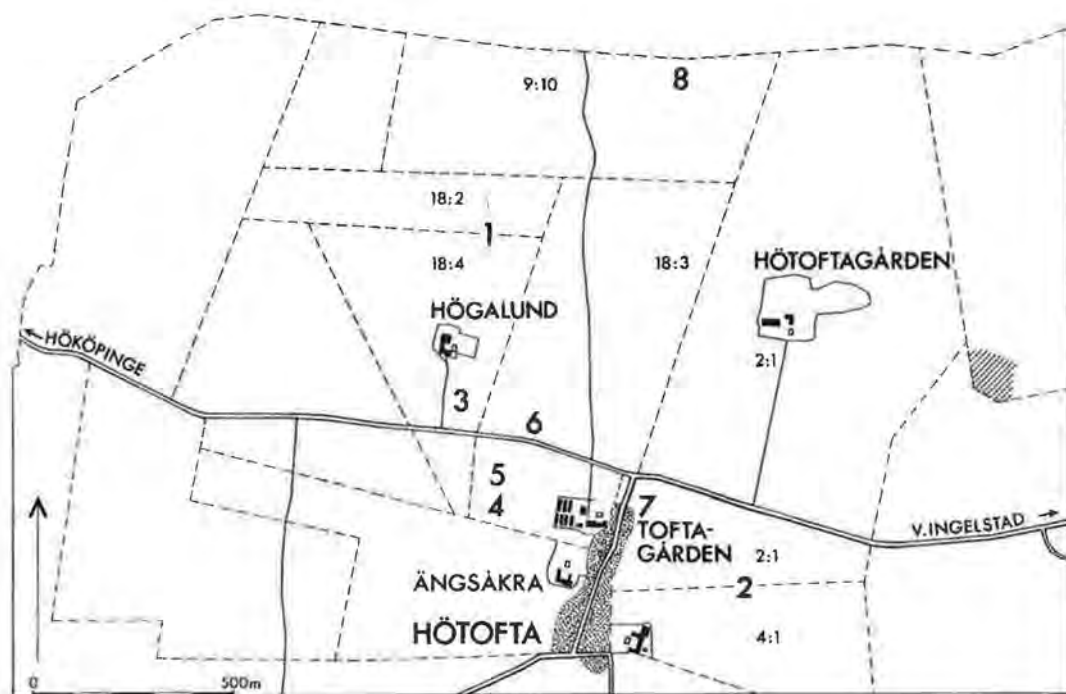 9:10
8
18:2
1
18:4
18:3
HÖTOFTAGÅRDEN
HÖGALUND
HÖKÖPINGE
2:1
3
6
5
4
7
TOFTA-
GÅRDEN
V.INGELSTAD
2:1
ÄNGSÅKRA
2
HÖTOFTA
4:1
0
500m